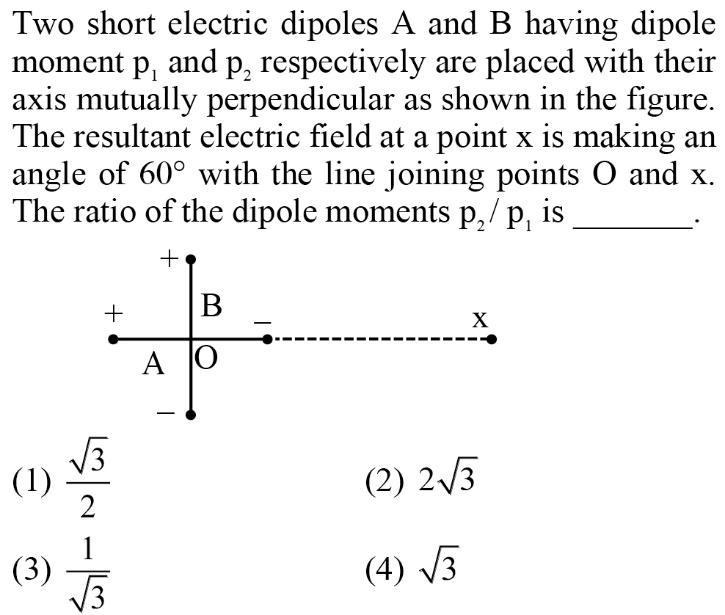 Two short electric dipoles A and B having dipole
moment p₁ and p₂ respectively are placed with their
axis mutually perpendicular as shown in the figure.
The resultant electric field at a point x is making an
angle of 60° with the line joining points O and x.
The ratio of the dipole moments p₂/ p₁ is _______.
+
+ B − x
A O
−
(1) √3/2 (2) 2√3
(3) 1/√3 (4) √3